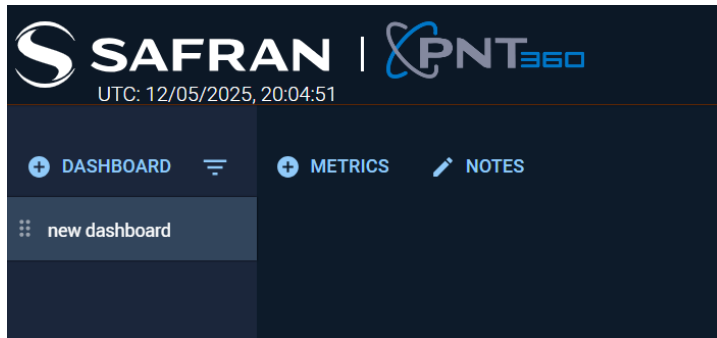 SAFRAN | PNT360
UTC: 12/05/2025, 20:04:51
DASHBOARD METRICS NOTES
new dashboard